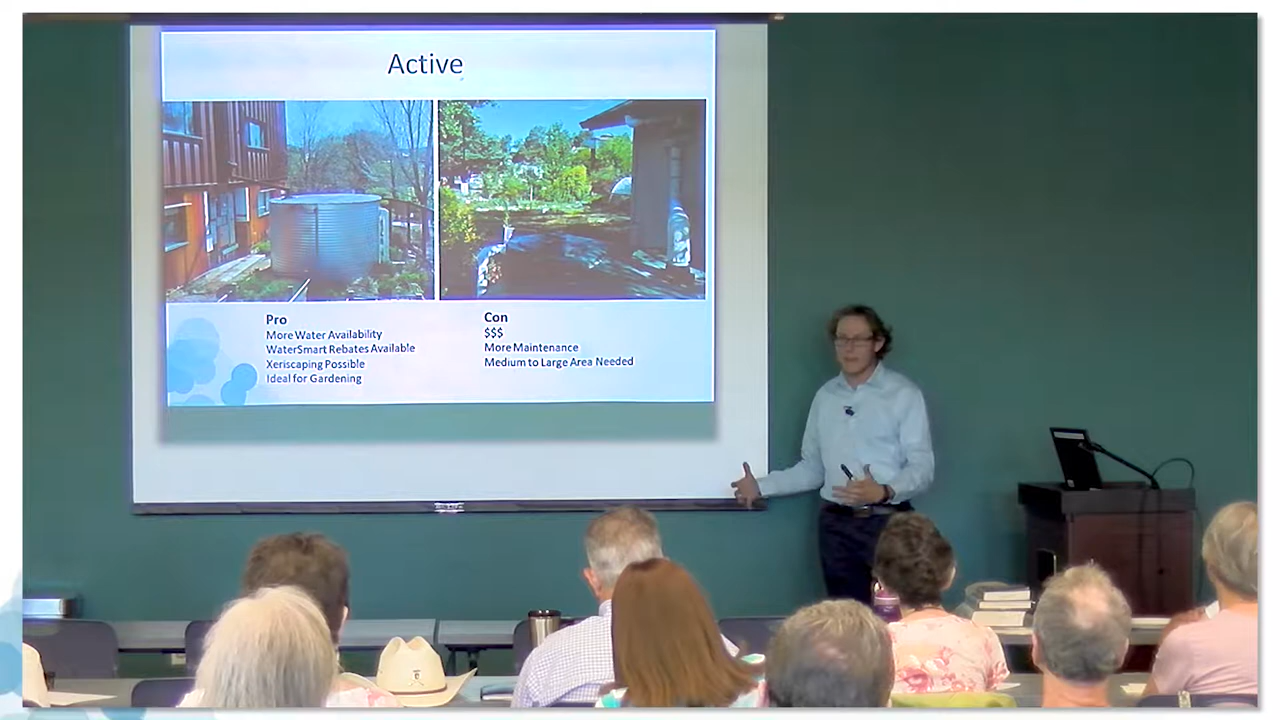 Active
Pro
More Water Availability
WaterSmart Rebates Available
Xeriscaping Possible
Ideal for Gardening
Con
$$$
More Maintenance
Medium to Large Area Needed